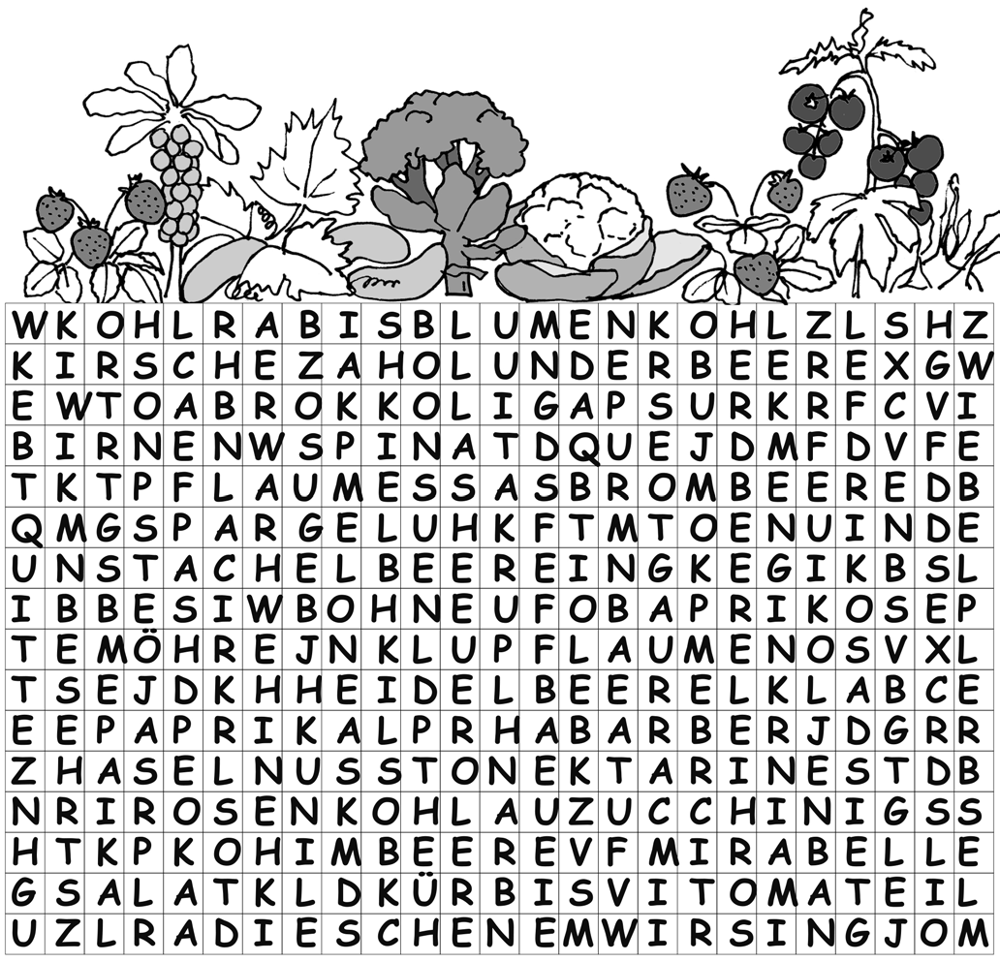 W K O H L R A B I S B L U M E N K O H L Z L S H Z
K I R S C H E Z A H O L U N D E R B E E R E X G W
E W T O A B R O K K O L I G A P S U R K R F C V I
B I R N E N W S P I N A T D Q U E J D M F D V F E
T K T P F L A U M E S S A S B R O M B E E R E D B
Q M G S P A R G E L U H K F T M T O E N U I N D E
U N S T A C H E L B E E R E I N G K E G I K B S L
I B B E S I W B O H N E U F O B A P R I K O S E P
T E M Ö H R E J N K L U P F L A U M E N O S V X L
T S E J D K H H E I D E L B E E R E L K L A B C E
E E P A P R I K A L P R H A B A R B E R J D G R R
Z H A S E L N U S S T O N E K T A R I N E S T D B
N R I R O S E N K O H L A U Z U C C H I N I G S S
H T K P K O H I M B E E R E V F M I R A B E L L E
G S A L A T K L D K Ü R B I S V I T O M A T E I L
U Z L R A D I E S C H E N E M W I R S I N G J O M